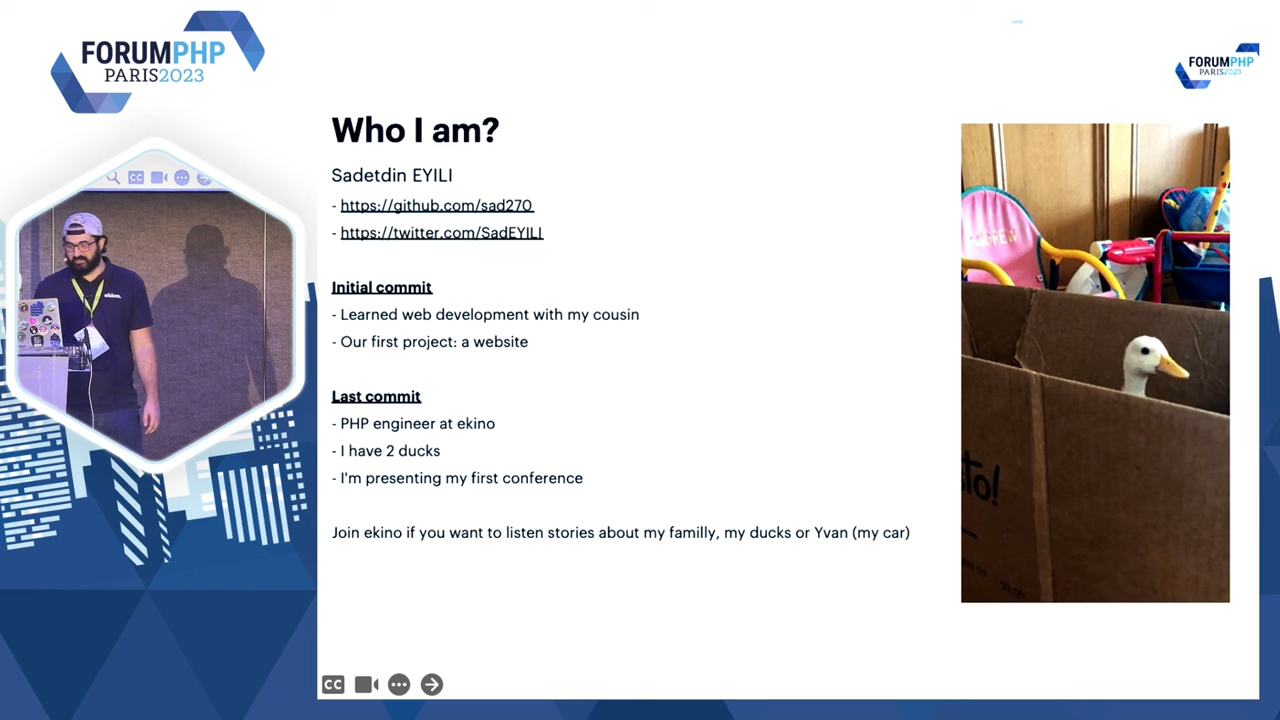 FORUMPHP
PARIS2023
FORUMPHP
PARIS2023
Who I am?
Sadetdin EYILI
- https://github.com/sad270
- https://twitter.com/SadEYILI
Initial commit
- Learned web development with my cousin
- Our first project: a website
Last commit
- PHP engineer at ekino
- I have 2 ducks
- I'm presenting my first conference
Join ekino if you want to listen stories about my familly, my ducks or Yvan (my car)
CC
ekino.
sto!
CC